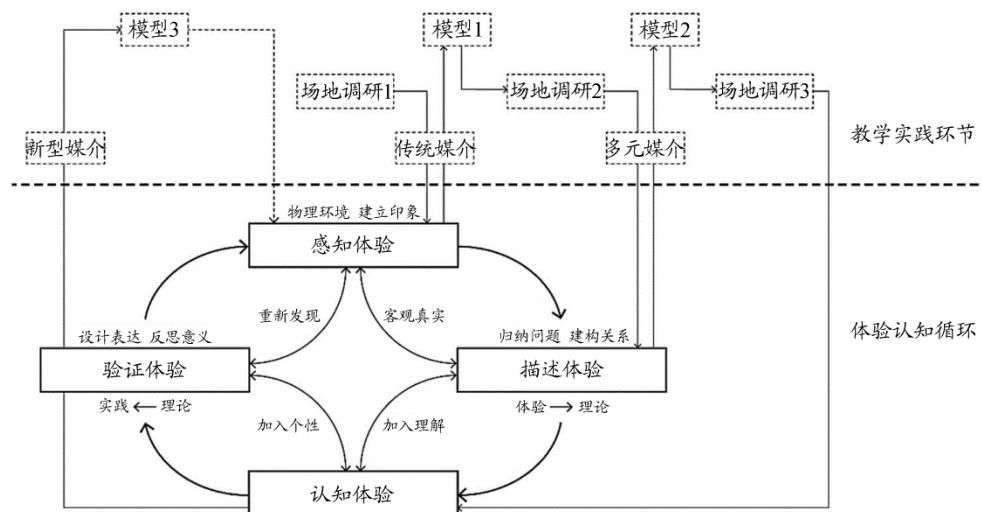 模型3
模型1
模型2
场地调研1
场地调研2
场地调研3
新型媒介
传统媒介
多元媒介
教学实践环节
物理环境 建立印象
感知体验
重新发现
客观真实
设计表达 反思意义
归纳问题 建构关系
体验认知循环
验证体验
描述体验
实践←理论
体验→理论
加入个性
加入理解
认知体验